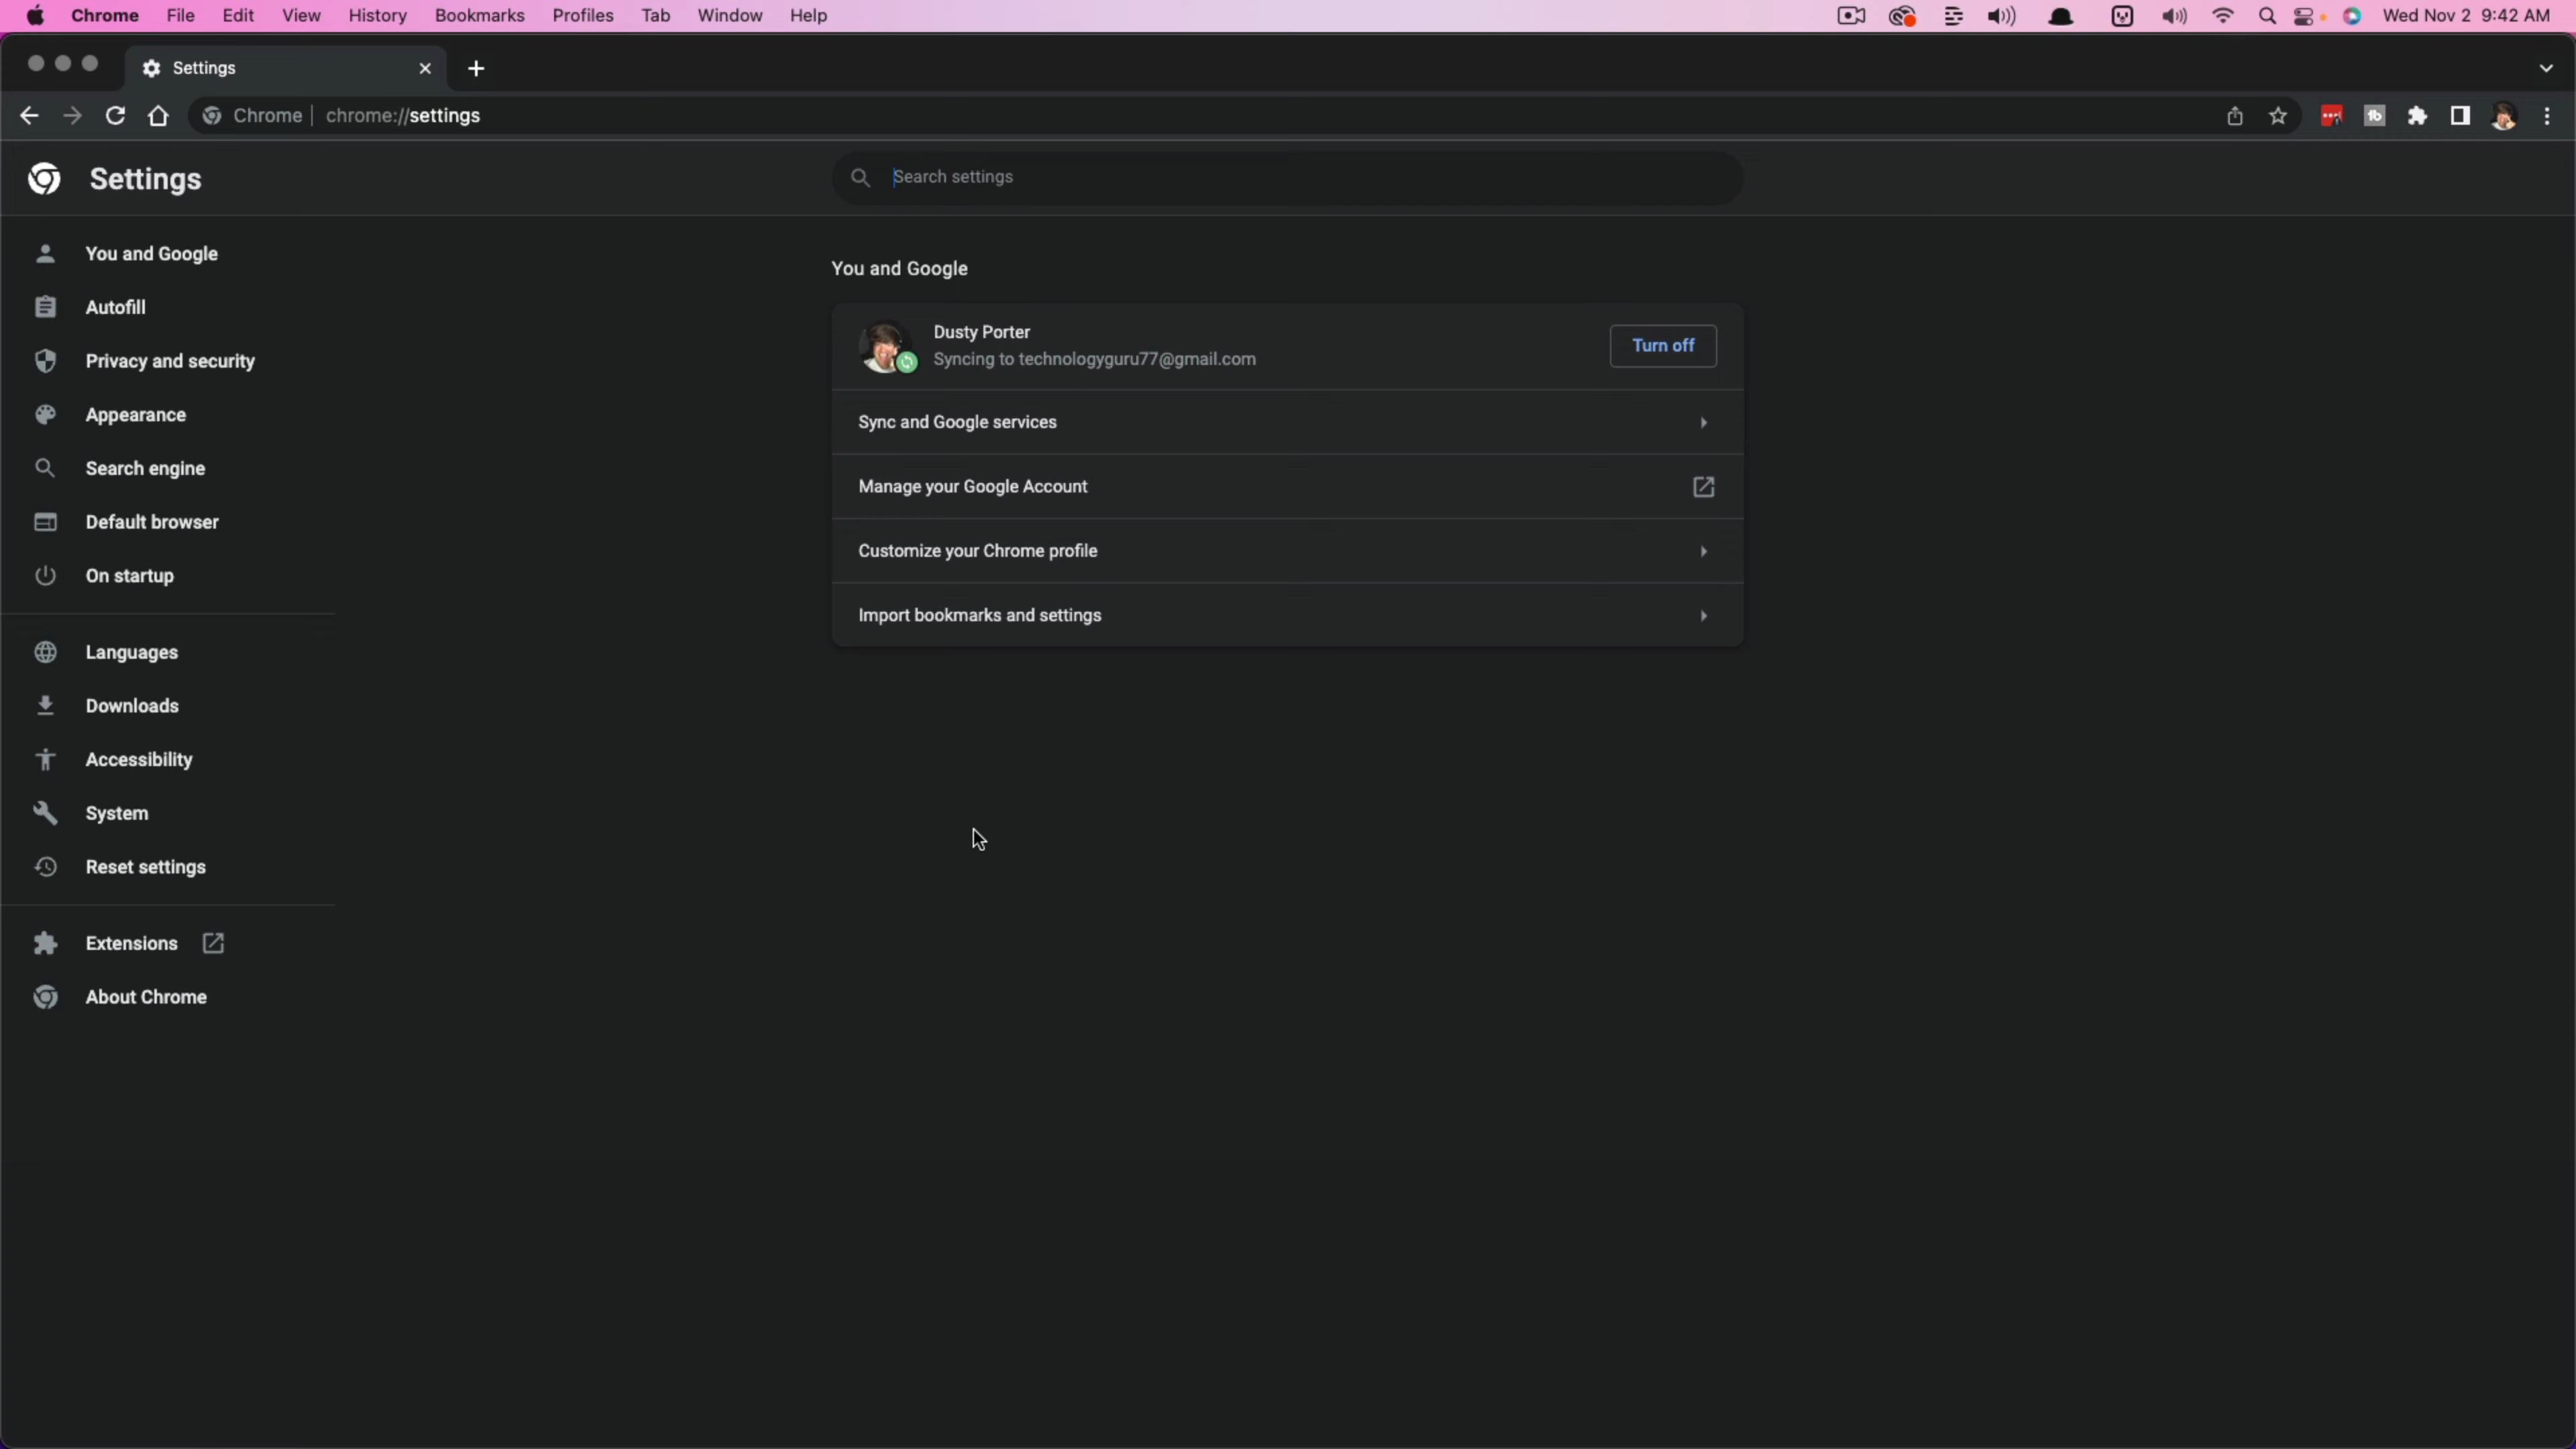 Chrome File Edit View History Bookmarks Profiles Tab Window Help Wed Nov 2 9:42 AM
Settings
Chrome | chrome://settings
Settings
Search settings
You and Google
Autofill
Privacy and security
Appearance
Search engine
Default browser
On startup
Languages
Downloads
Accessibility
System
Reset settings
Extensions
About Chrome
You and Google
Dusty Porter
Syncing to technologyguru77@gmail.com
Turn off
Sync and Google services
Manage your Google Account
Customize your Chrome profile
Import bookmarks and settings